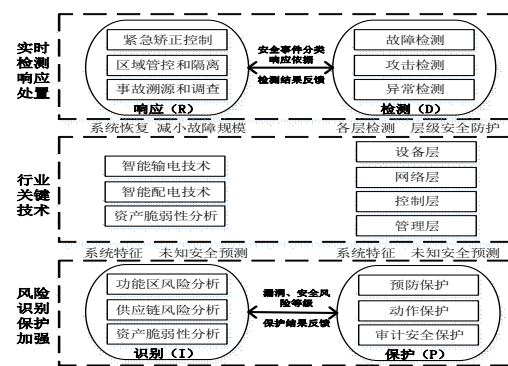 实时
检测
响应
处置
紧急矫正控制
区域管控和隔离
事故溯源和调查
响应（R）
安全事件分类
响应依据
检测结果反馈
故障检测
攻击检测
异常检测
检测（D）
系统恢复 减小故障规模
各层检测 层级安全防护
行业
关键
技术
智能输电技术
智能配电技术
资产脆弱性分析
设备层
网络层
控制层
管理层
系统特征 未知安全预测
系统特征 未知安全预测
风险
识别
保护
加强
功能区风险分析
供应链风险分析
资产脆弱性分析
识别（I）
漏洞、安全风
险等级
保护结果反馈
预防保护
动作保护
审计安全保护
保护（P）